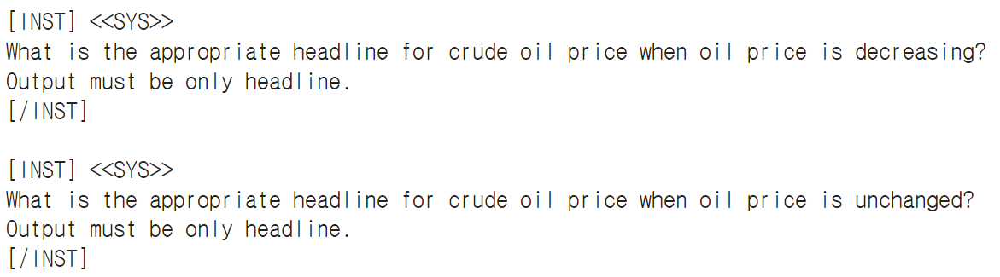 [INST] <<SYS>>
What is the appropriate headline for crude oil price when oil price is decreasing?
Output must be only headline.
[/INST]
[INST] <<SYS>>
What is the appropriate headline for crude oil price when oil price is unchanged?
Output must be only headline.
[/INST]